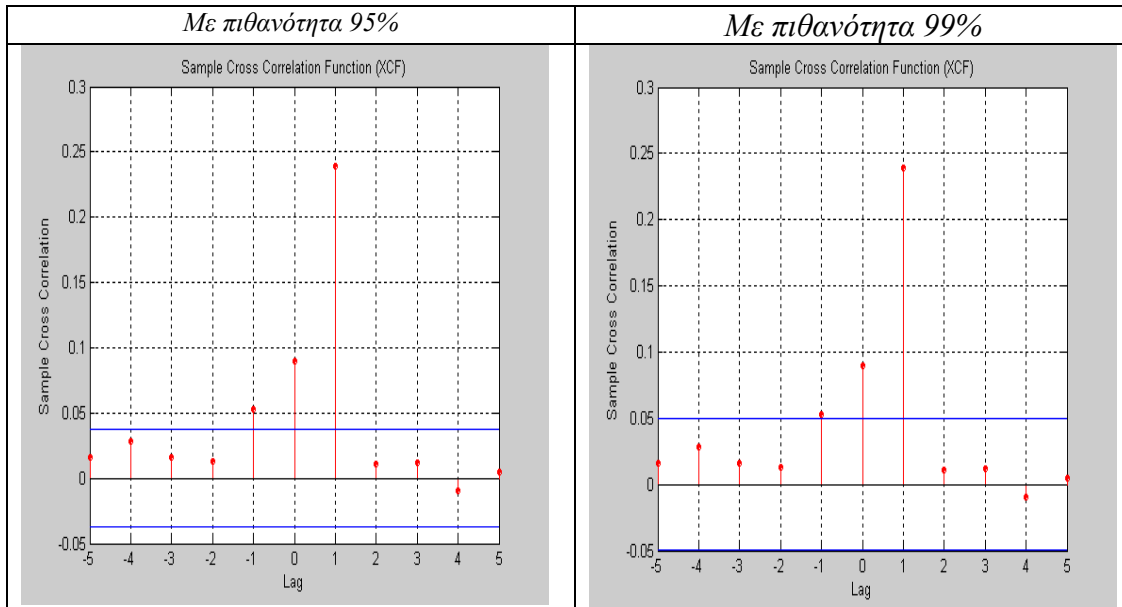 Με πιθανότητα 95%
Sample Cross Correlation Function (XCF)
0.3
0.25
0.2
0.15
0.1
0.05
0
-0.05
Sample Cross Correlation
-5 -4 -3 -2 -1 0 1 2 3 4 5
Lag
Με πιθανότητα 99%
Sample Cross Correlation Function (XCF)
0.3
0.25
0.2
0.15
0.1
0.05
0
-0.05
Sample Cross Correlation
-5 -4 -3 -2 -1 0 1 2 3 4 5
Lag